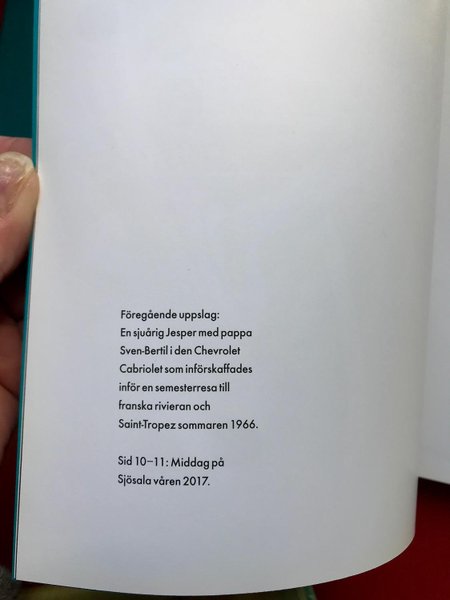 Föregående uppslag:
En sjuårig Jesper med pappa
Sven-Bertil i den Chevrolet
Cabriolet som införskaffades
inför en semesterresa till
franska rivieran och
Saint-Tropez sommaren 1966.
Sid 10–11: Middag på
Sjösala våren 2017.